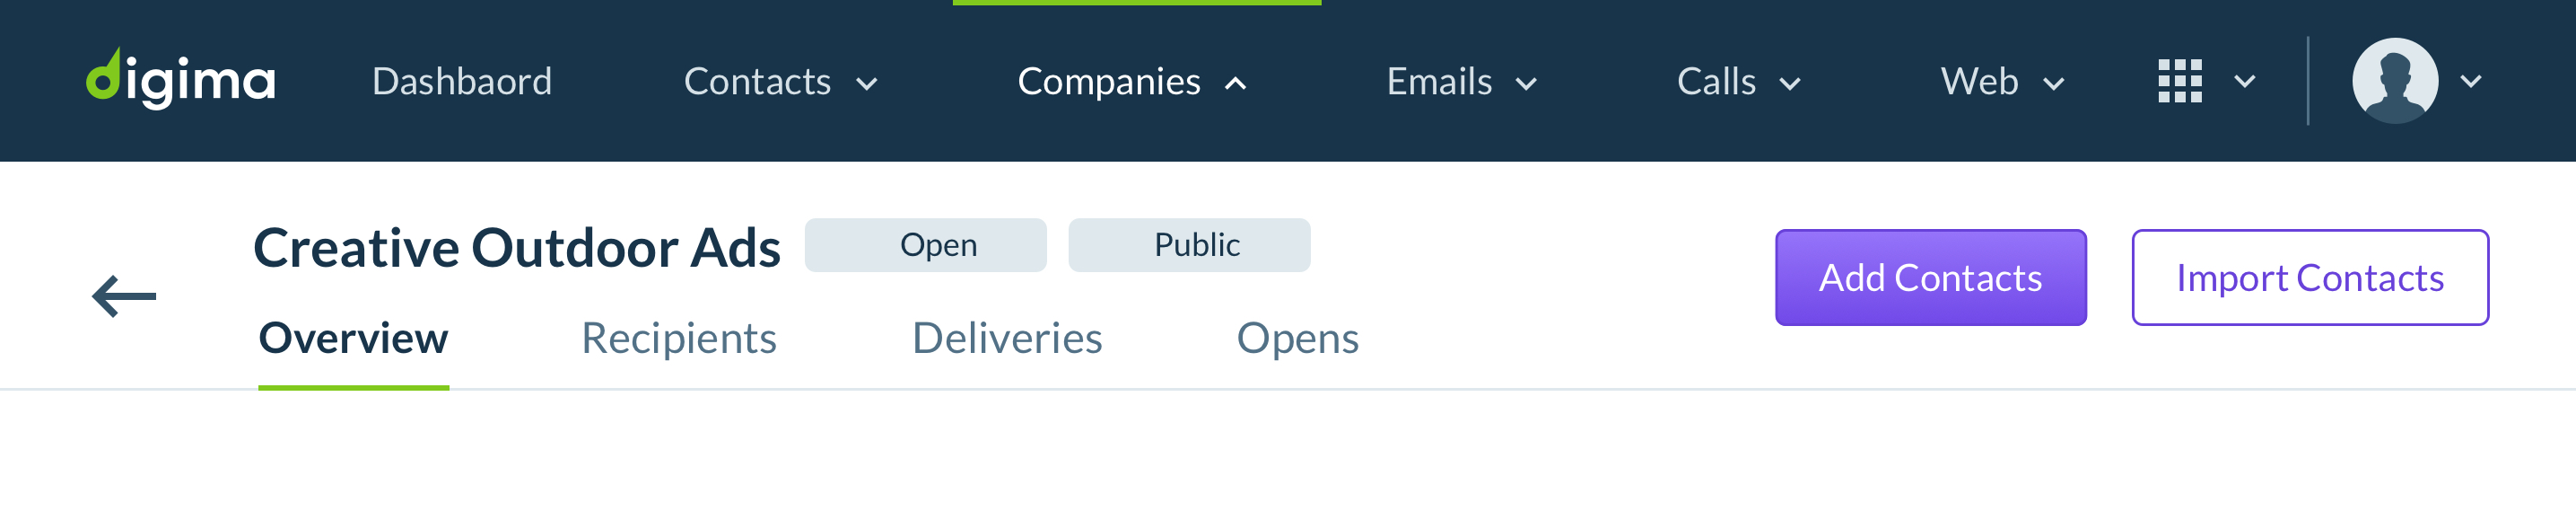 digima Dashbaord Contacts Companies Emails Calls Web
Creative Outdoor Ads Open Public
Add Contacts Import Contacts
Overview Recipients Deliveries Opens